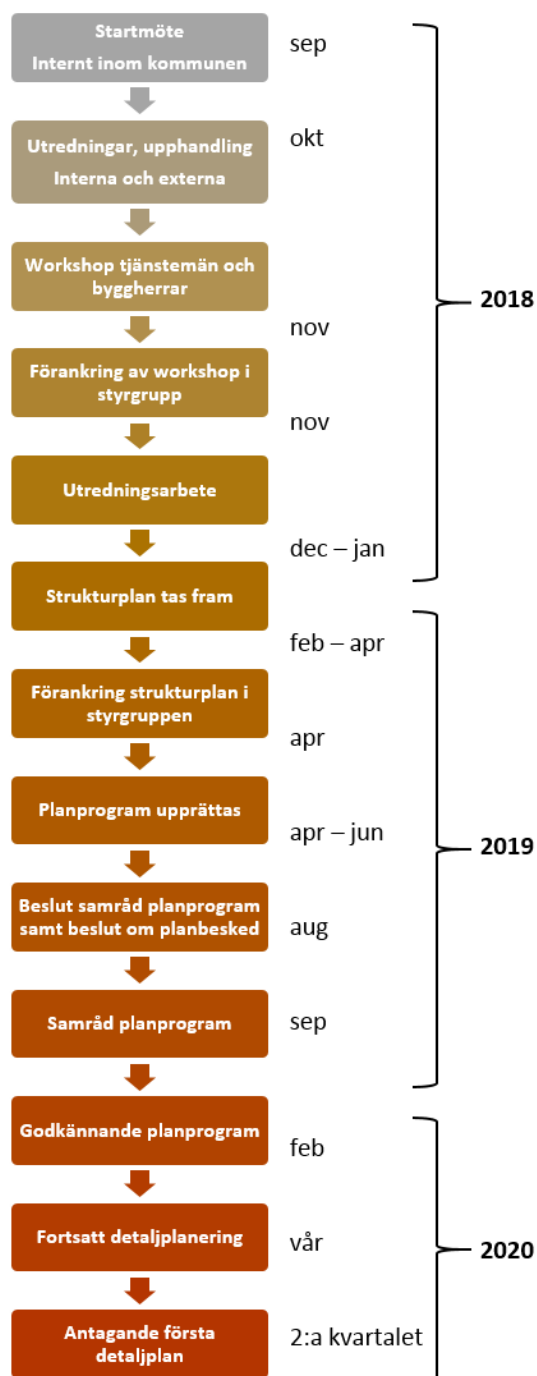 Startmöte
Internt inom kommunen
sep
Utredningar, upphandling
Interna och externa
okt
Workshop tjänstemän och
byggherrar
2018
nov
Förankring av workshop i
styrgrupp
nov
Utredningsarbete
dec – jan
Strukturplan tas fram
feb – apr
Förankring strukturplan i
styrgruppen
apr
Planprogram upprättas
apr – jun
2019
Beslut samråd planprogram
samt beslut om planbesked
aug
Samråd planprogram
sep
Godkännande planprogram
feb
Fortsatt detaljplanering
vår
2020
Antagande första
detaljplan
2:a kvartalet